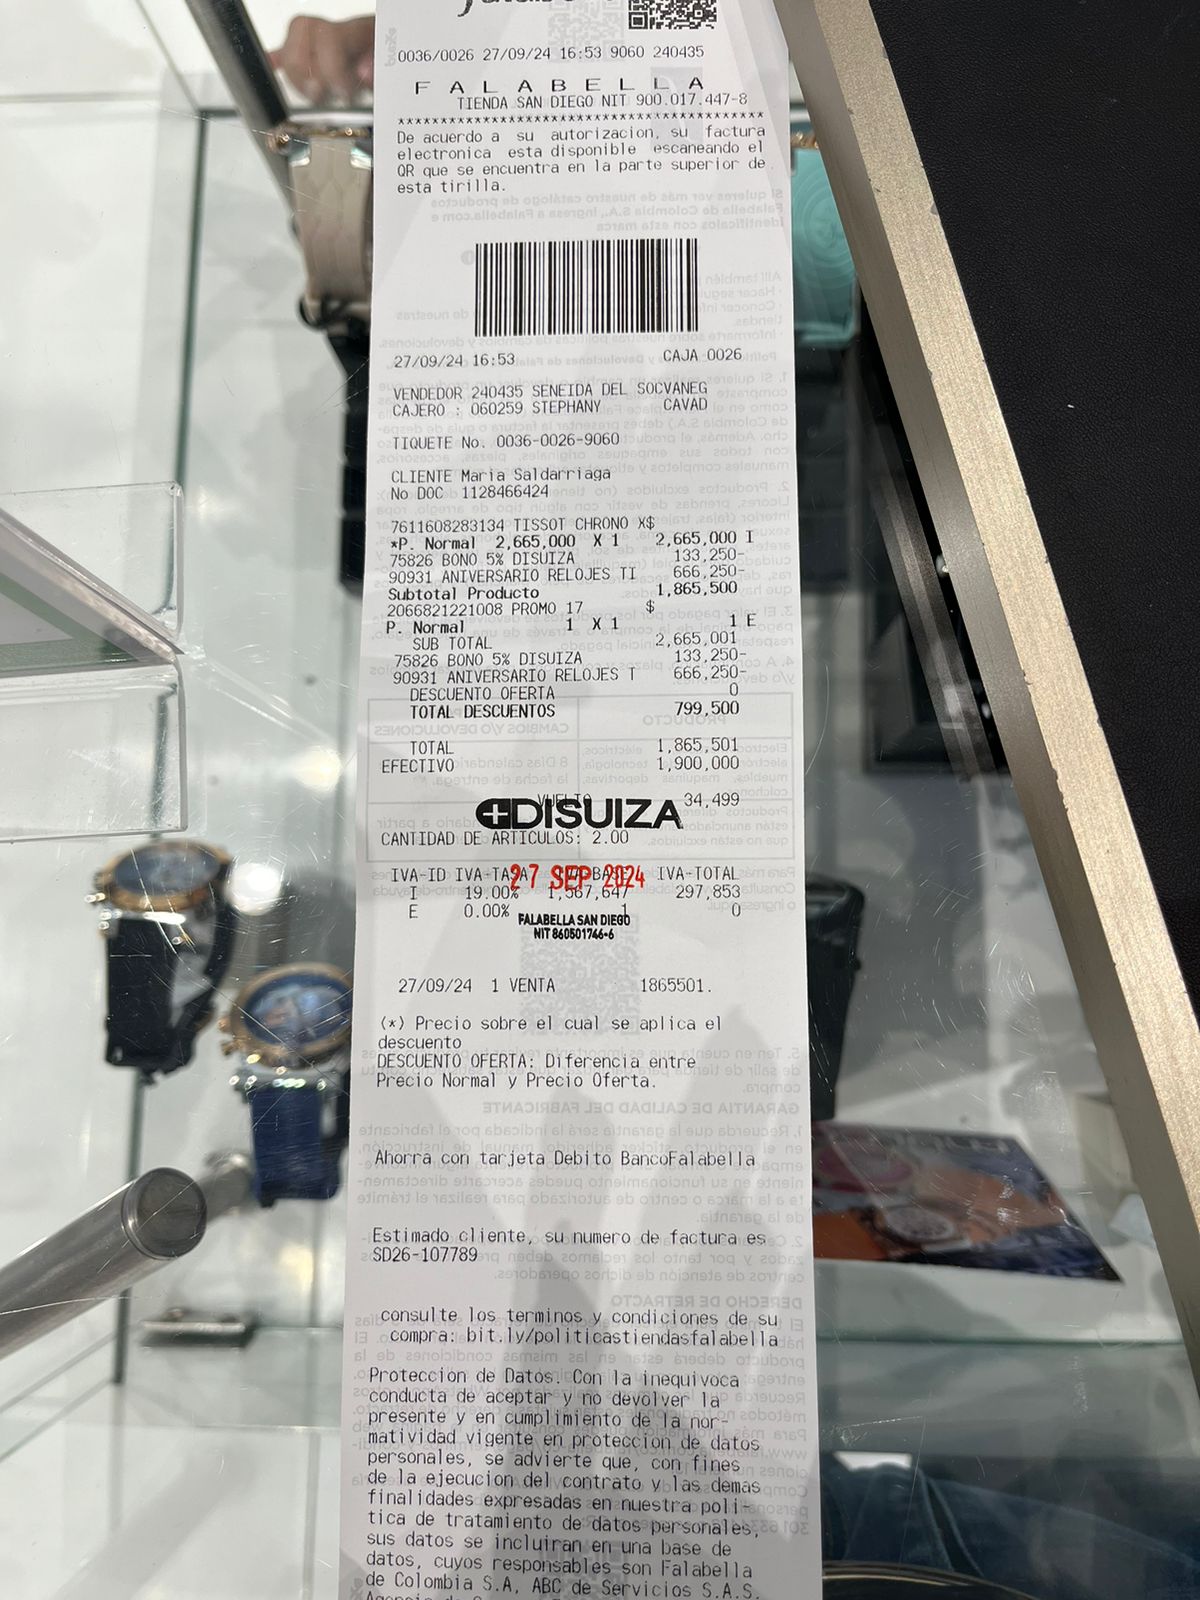 0036/0026 27/09/24 16:53 9060 240435
F A L A B E L L A
TIENDA SAN DIEGO NIT 900.017.447-8
*******************************************
De acuerdo a su autorizacion, su factura
electronica esta disponible escaneando el
QR que se encuentra en la parte superior de
esta tirilla.
27/09/24 16:53 CAJA 0026
VENDEDOR 240435 SENEIDA DEL SOCVANEG
CAJERO : 060259 STEPHANY CAVAD
TIQUETE No. 0036-0026-9060
CLIENTE Maria Saldarriaga
No DOC 1128466424
7611608283134 TISSOT CHRONO X$
*P. Normal 2,665,000 X 1 2,665,000 I
75826 BONO 5% DISUIZA 133,250-
90931 ANIVERSARIO RELOJES TI 666,250-
Subtotal Producto 1,865,500
2066821221008 PROMO 17 $
P. Normal 1 X 1 1 E
SUB TOTAL 2,665,001
75826 BONO 5% DISUIZA 133,250-
90931 ANIVERSARIO RELOJES T 666,250-
DESCUENTO OFERTA 0
TOTAL DESCUENTOS 799,500
TOTAL 1,865,501
EFECTIVO 1,900,000
VUELTO 34,499
DISUIZA
CANTIDAD DE ARTICULOS: 2.00
IVA-ID IVA-TASA IVA-BASE IVA-TOTAL
27 SEP 2024
I 19.00% 1,567,647 297,853
E 0.00% 1 0
FALABELLA SAN DIEGO
NIT 860501746-6
27/09/24 1 VENTA 1865501.
(*) Precio sobre el cual se aplica el
descuento
DESCUENTO OFERTA: Diferencia entre
Precio Normal y Precio Oferta.
Ahorra con tarjeta Debito BancoFalabella
Estimado cliente, su numero de factura es
SD26-107789
consulte los terminos y condiciones de su
compra: bit.ly/politicastiendasfalabella
Proteccion de Datos. Con la inequivoca
conducta de aceptar y no devolver la
presente y en cumplimiento de la nor-
matividad vigente en proteccion de datos
personales, se advierte que, con fines
de la ejecucion del contrato y las demas
finalidades expresadas en nuestra poli-
tica de tratamiento de datos personales,
sus datos se incluiran en una base de
datos, cuyos responsables son Falabella
de Colombia S.A, ABC de Servicios S.A.S.